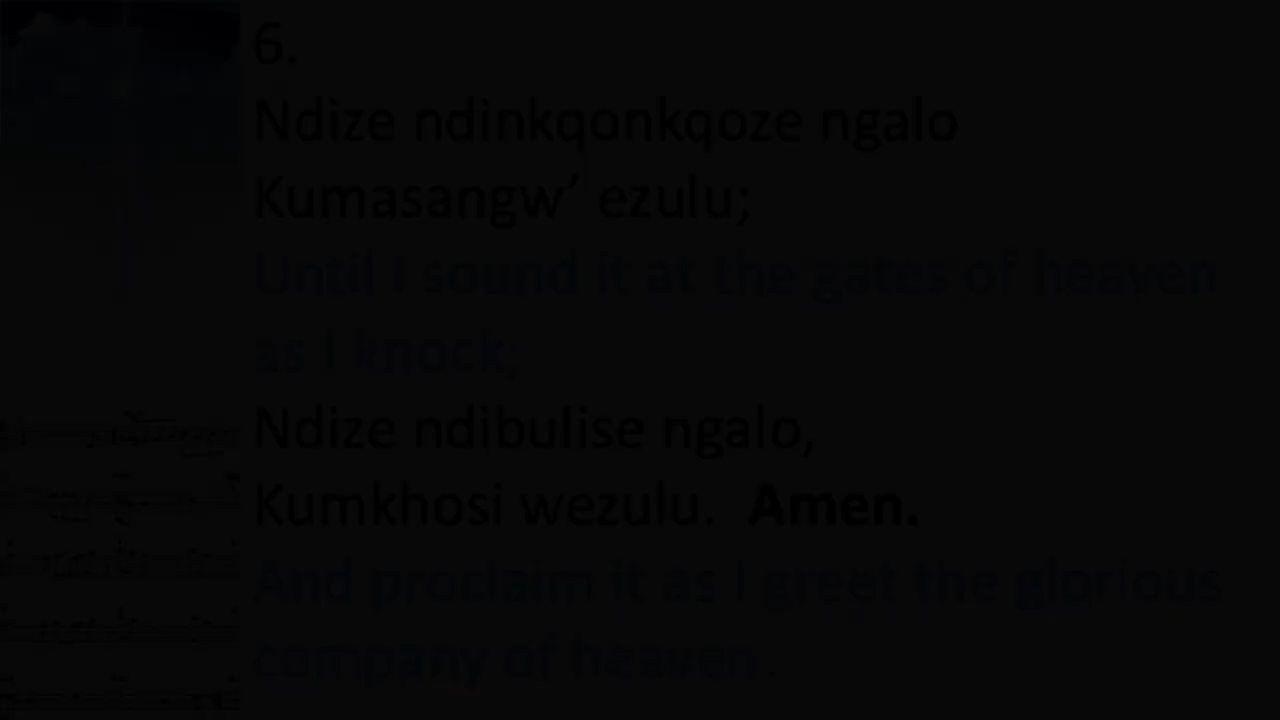 6.
Ndize ndinkqonkqoze ngalo
Kumasangw’ ezulu;
Until I sound it at the gates of heaven
as I knock;
Ndize ndibulise ngalo,
Kumkhosi wezulu. Amen.
And proclaim it as I greet the glorious
company of heaven.